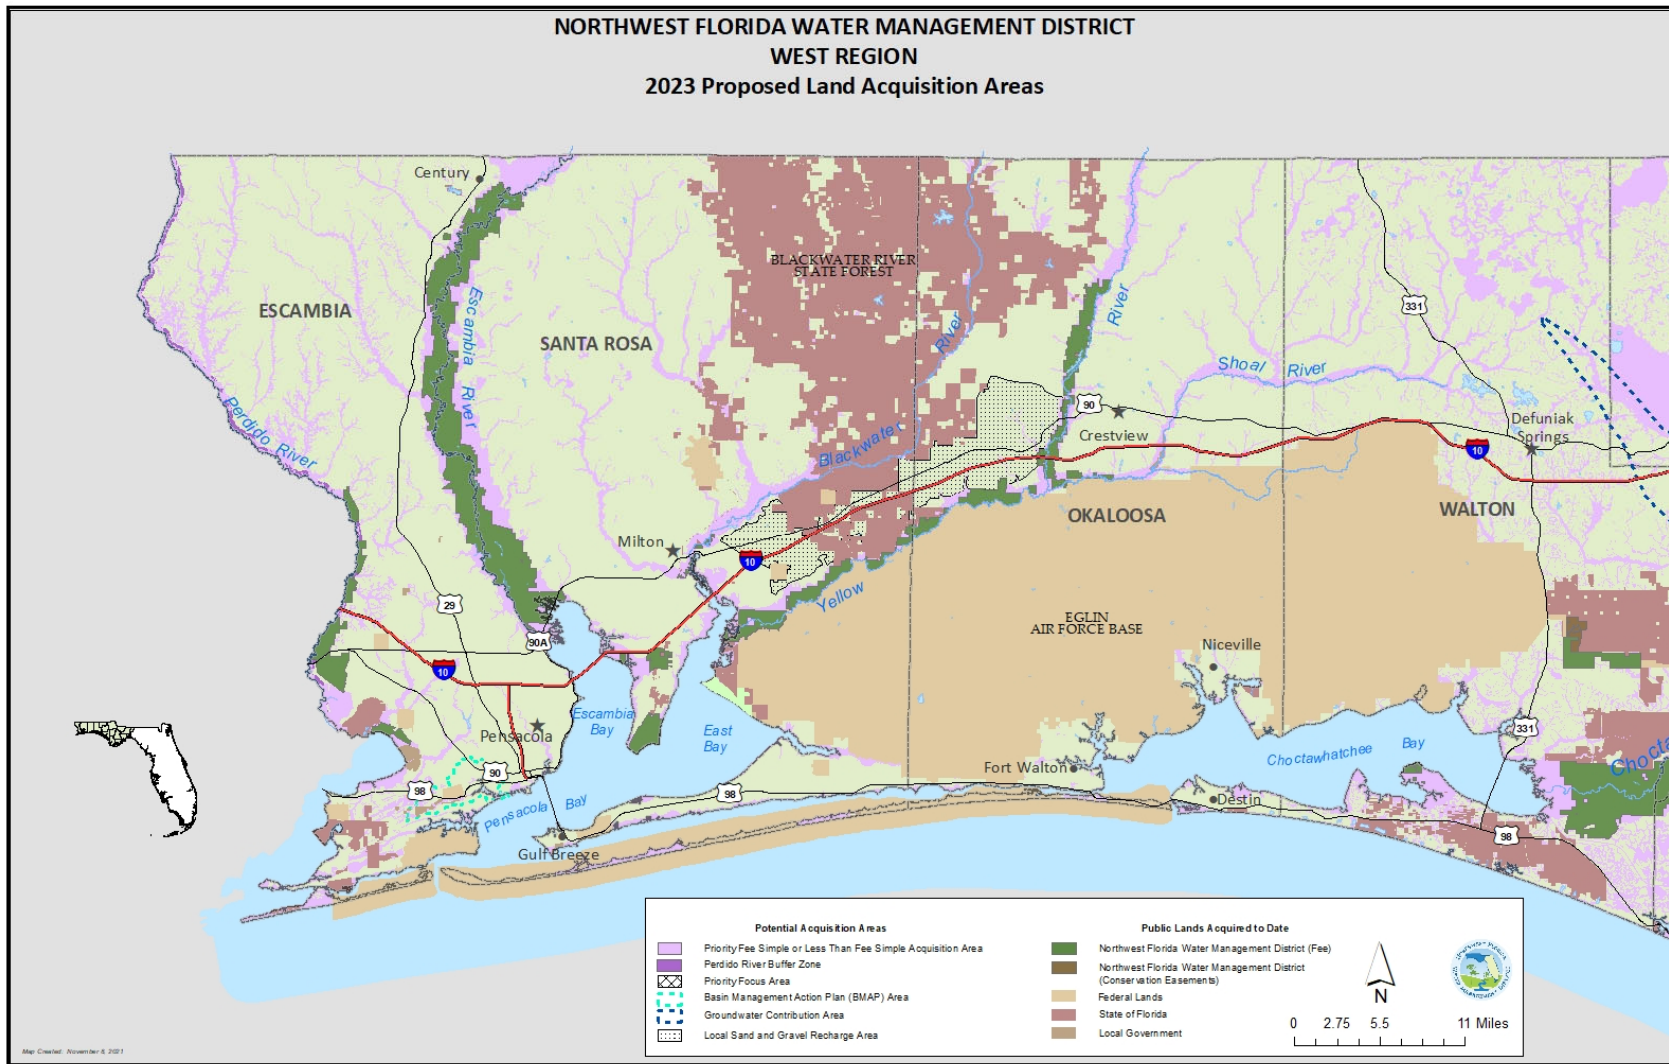 NORTHWEST FLORIDA WATER MANAGEMENT DISTRICT
WEST REGION
2023 Proposed Land Acquisition Areas
Century
ESCAMBIA
Escambia River
SANTA ROSA
BLACKWATER RIVER
STATE FOREST
River
River
331
Shoal River
Perdido River
90
Crestview
Defuniak
Springs
Blackwater
10
OKALOOSA
WALTON
Milton
10
Yellow
29
90A
EGLIN
AIR FORCE BASE
Niceville
10
Escambia
Bay
East
Bay
Pensacola
331
Choctawhatchee Bay
Chocta
Fort Walton
90
98
98
Destin
Pensacola Bay
98
Gulf Breeze
Potential Acquisition Areas
Priority Fee Simple or Less Than Fee Simple Acquisition Area
Perdido River Buffer Zone
Priority Focus Area
Basin Management Action Plan (BMAP) Area
Groundwater Contribution Area
Local Sand and Gravel Recharge Area
Public Lands Acquired to Date
Northwest Florida Water Management District (Fee)
Northwest Florida Water Management District
(Conservation Easements)
Federal Lands
State of Florida
Local Government
N
0 2.75 5.5 11 Miles
Map Created: November 8, 2021